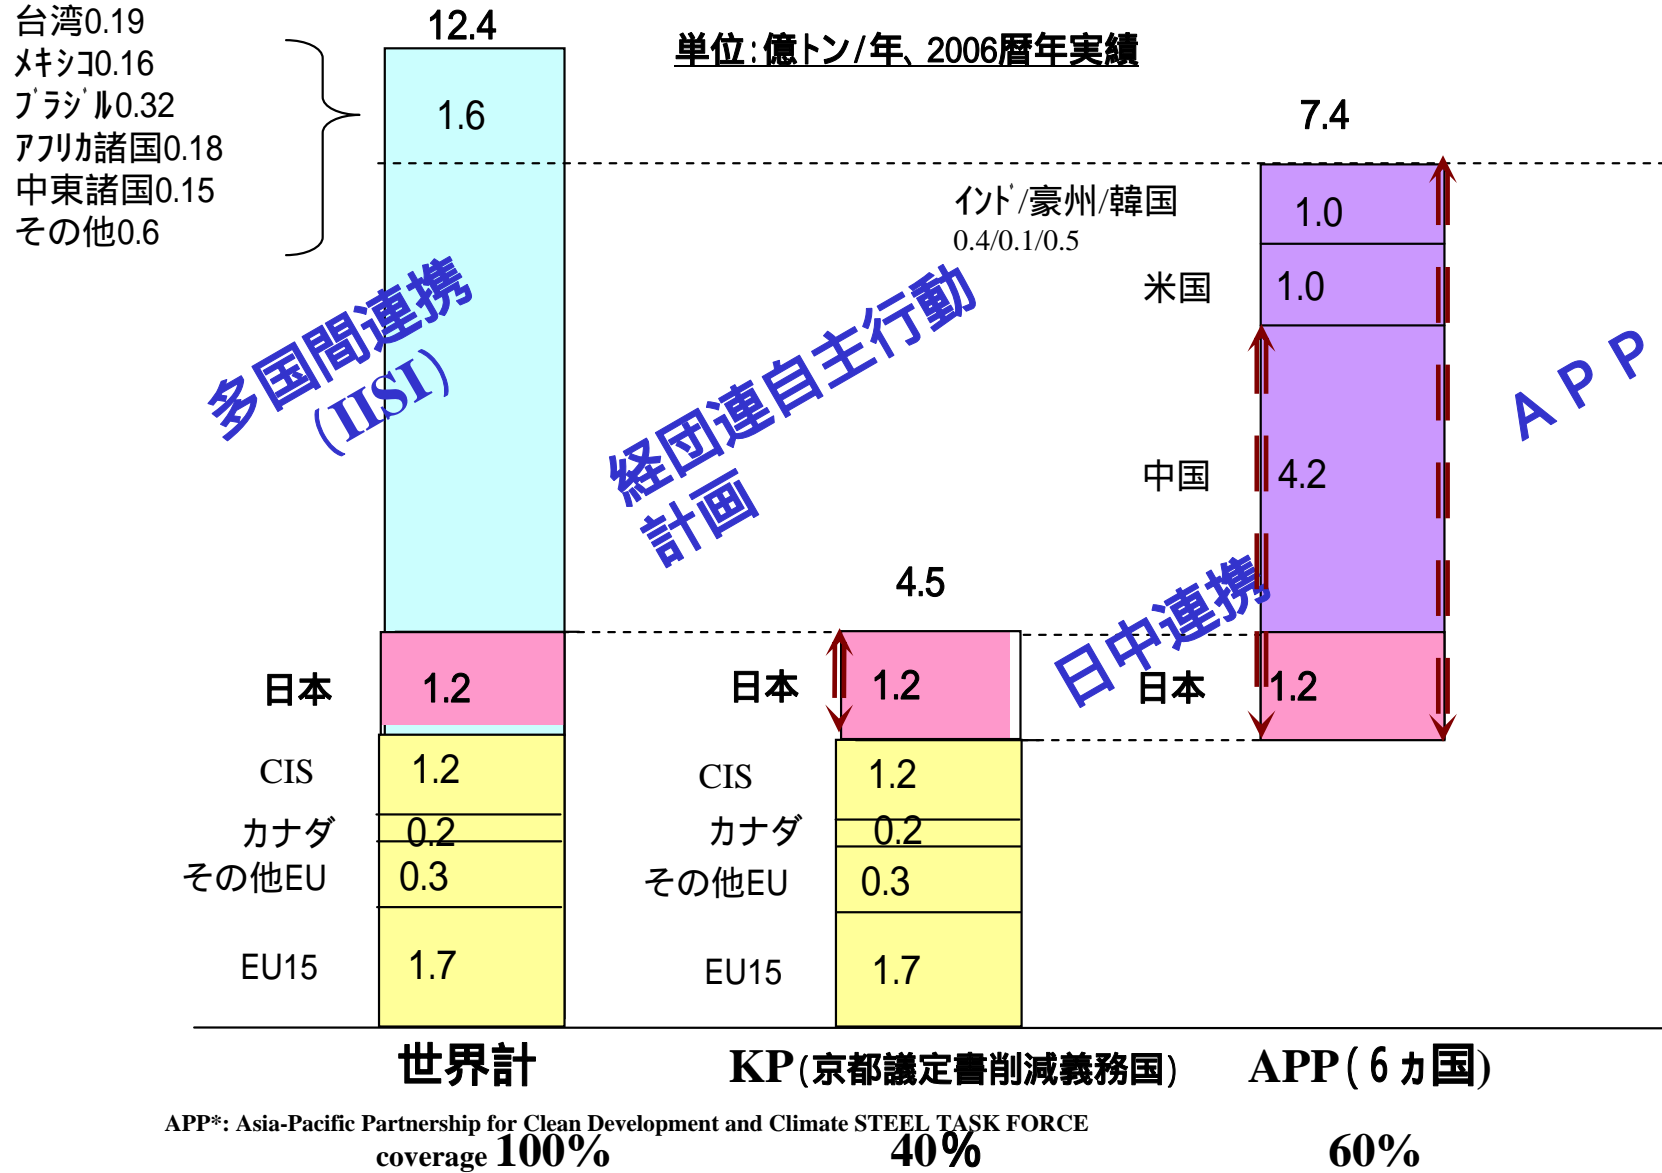 台湾0.19
メキシコ0.16
ブラジル0.32
アフリカ諸国0.18
中東諸国0.15
その他0.6
12.4
単位:億トン/年、2006暦年実績
1.6
7.4
インド/豪州/韓国
0.4/0.1/0.5
1.0
米国
1.0
多国間連携
(IISI)
経団連自主行動
計画
APP
中国
4.2
4.5
日中連携
日本
1.2
日本
1.2
日本
1.2
CIS
1.2
CIS
1.2
カナダ
0.2
カナダ
0.2
その他EU
0.3
その他EU
0.3
EU15
1.7
EU15
1.7
世界計
KP(京都議定書削減義務国)
APP(6ヵ国)
APP*: Asia-Pacific Partnership for Clean Development and Climate STEEL TASK FORCE
coverage 100%
40%
60%